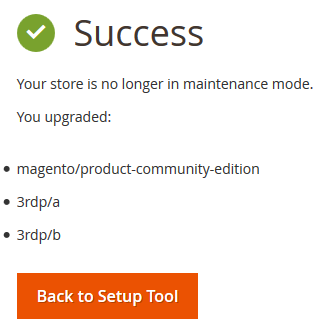 Success
Your store is no longer in maintenance mode.
You upgraded:
magento/product-community-edition
3rdp/a
3rdp/b
Back to Setup Tool